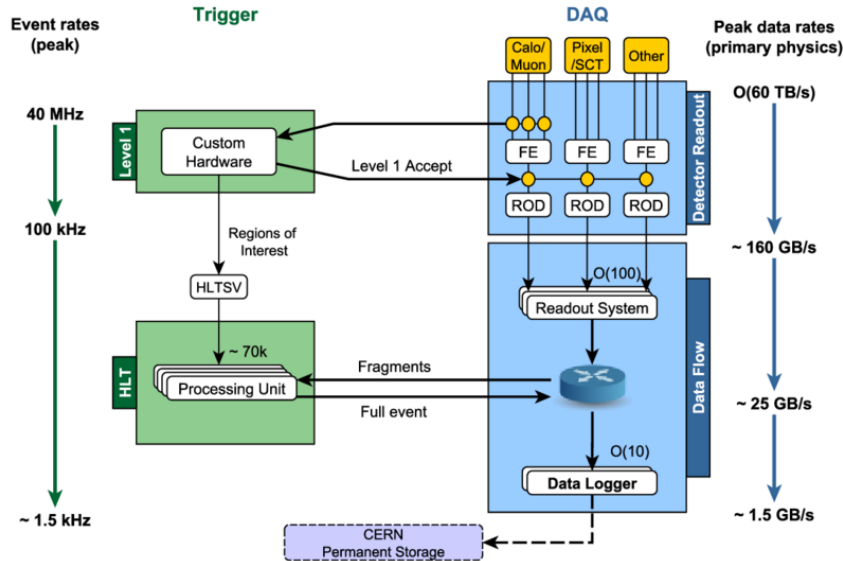 Event rates
(peak)
Trigger
DAQ
Peak data rates
(primary physics)
Calo/
Muon
Pixel
/SCT
Other
O(60 TB/s)
40 MHz
Level 1
Custom
Hardware
Level 1 Accept
FE
FE
FE
ROD
ROD
ROD
Detector Readout
100 kHz
Regions of
Interest
~ 160 GB/s
HLTSV
O(100)
Readout System
HLT
~ 70k
Processing Unit
Fragments
Full event
Data Flow
~ 25 GB/s
O(10)
Data Logger
~ 1.5 kHz
~ 1.5 GB/s
CERN
Permanent Storage